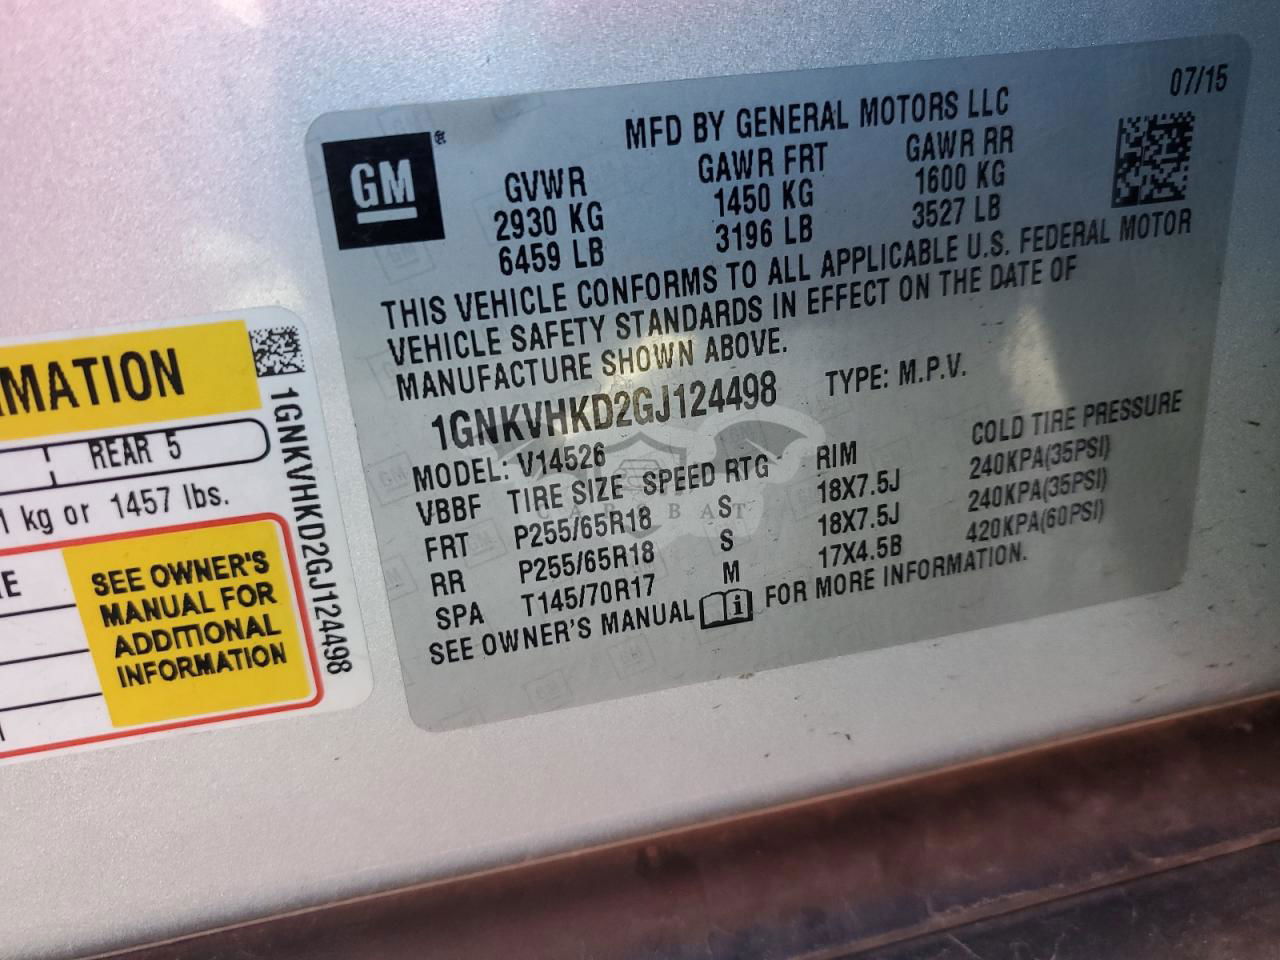 07/15
MFD BY GENERAL MOTORS LLC
GM®
GVWR GAWR FRT GAWR RR
2930 KG 1450 KG 1600 KG
6459 LB 3196 LB 3527 LB
THIS VEHICLE CONFORMS TO ALL APPLICABLE U.S. FEDERAL MOTOR
VEHICLE SAFETY STANDARDS IN EFFECT ON THE DATE OF
MANUFACTURE SHOWN ABOVE.
1GNKVHKD2GJ124498 TYPE: M.P.V.
MODEL: V14526
VBBF TIRE SIZE SPEED RTG RIM COLD TIRE PRESSURE
FRT P255/65R18 S 18X7.5J 240KPA(35PSI)
RR P255/65R18 S 18X7.5J 240KPA(35PSI)
SPA T145/70R17 M 17X4.5B 420KPA(60PSI)
SEE OWNER'S MANUAL FOR MORE INFORMATION.
CAR BAT
MATION
REAR 5
kg or 1457 lbs.
SEE OWNER'S
MANUAL FOR
ADDITIONAL
INFORMATION
1GNKVHKD2GJ124498